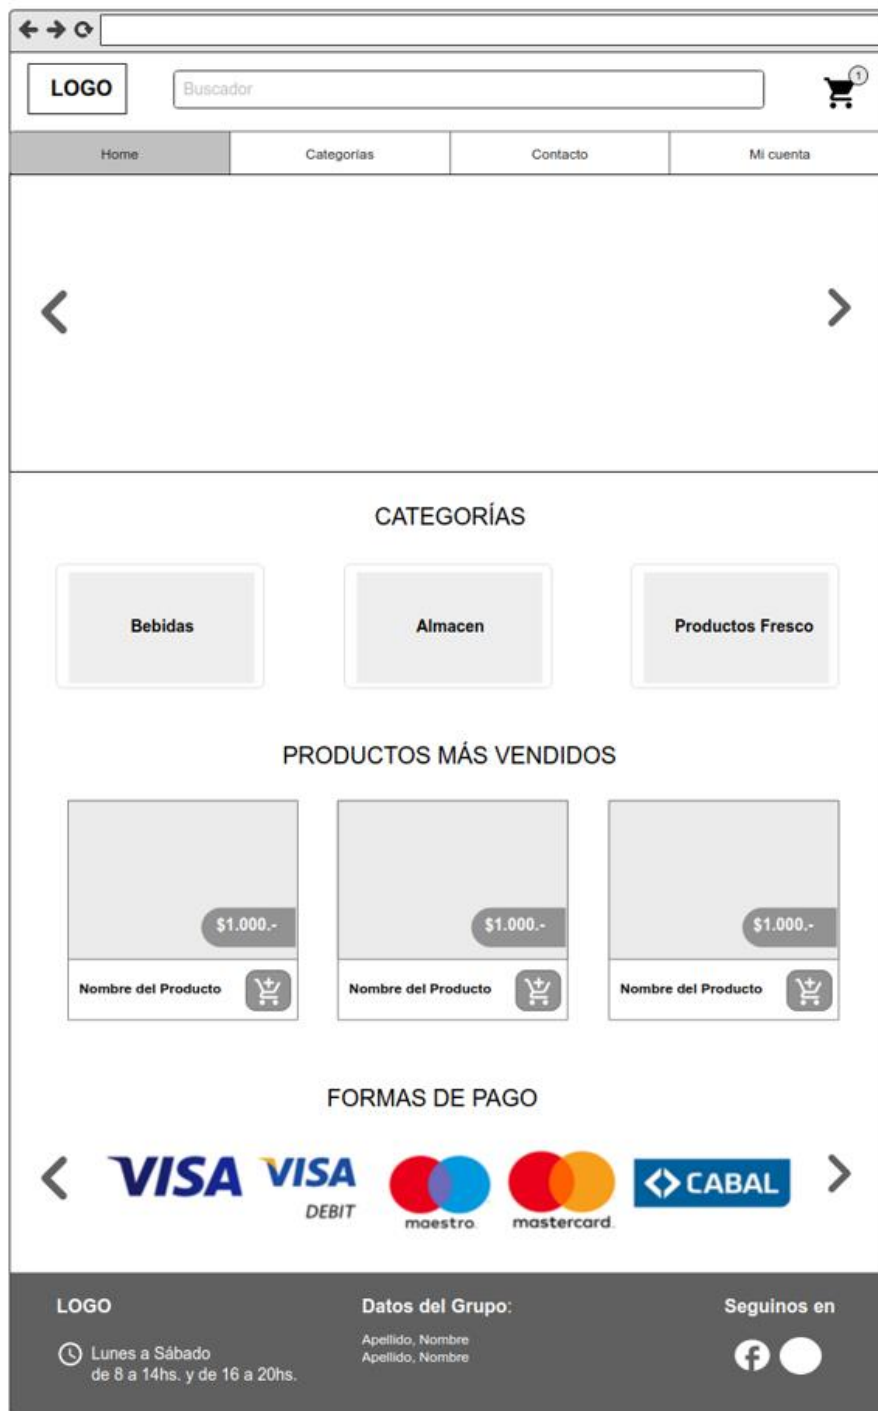 LOGO
Buscador
1
Home
Categorías
Contacto
Mi cuenta
CATEGORÍAS
Bebidas
Almacen
Productos Fresco
PRODUCTOS MÁS VENDIDOS
$1.000.-
$1.000.-
$1.000.-
Nombre del Producto
Nombre del Producto
Nombre del Producto
FORMAS DE PAGO
VISA
VISA
DEBIT
maestro.
mastercard.
CABAL
LOGO
Lunes a Sábado
de 8 a 14hs. y de 16 a 20hs.
Datos del Grupo:
Apellido, Nombre
Apellido, Nombre
Seguinos en